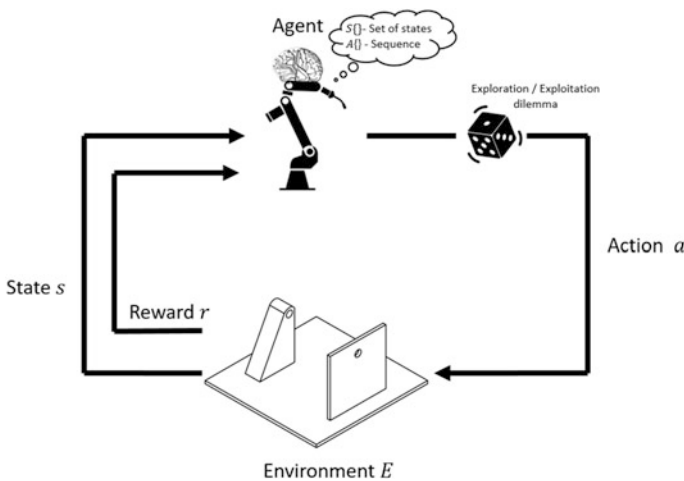 Agent
S{}- Set of states
A{} - Sequence
Exploration / Exploitation
dilemma
Action a
State s
Reward r
Environment E